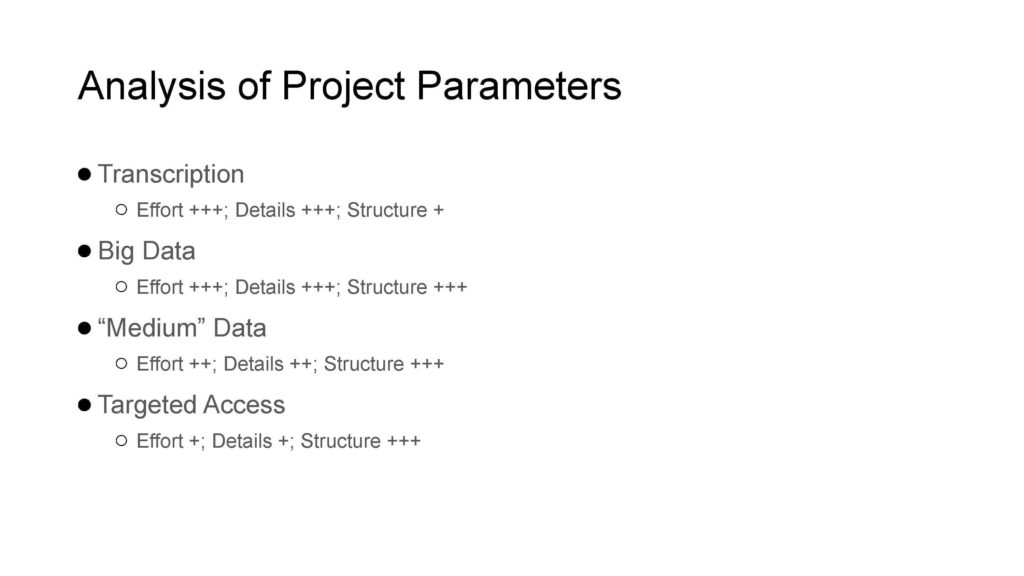 Analysis of Project Parameters
● Transcription
○ Effort +++; Details +++; Structure +
● Big Data
○ Effort +++; Details +++; Structure +++
● “Medium” Data
○ Effort ++; Details ++; Structure +++
● Targeted Access
○ Effort +; Details +; Structure +++